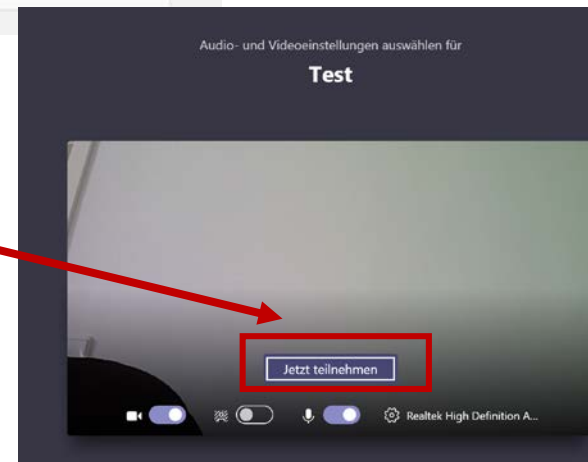 Audio- und Videoeinstellungen auswählen für
Test
Jetzt teilnehmen
Realtek High Definition A...